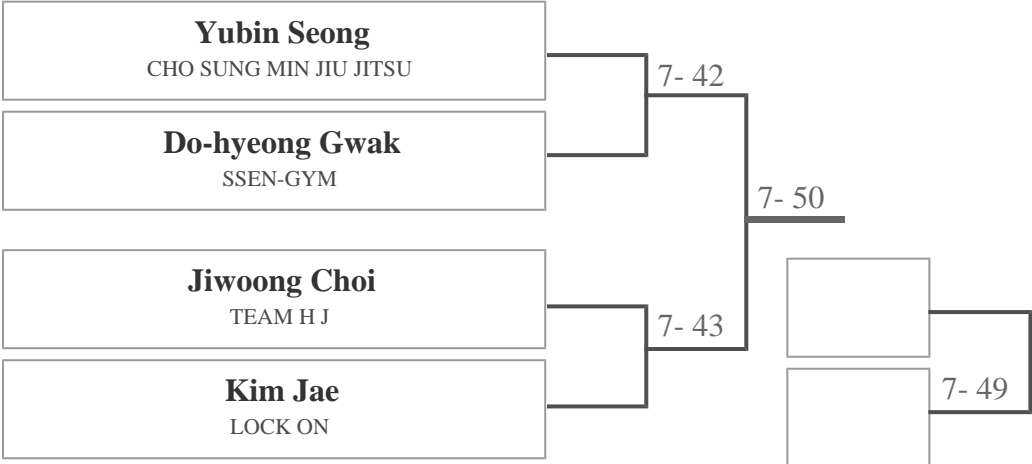 Yubin Seong
CHO SUNG MIN JIU JITSU
7- 42
Do-hyeong Gwak
SSEN-GYM
7- 50
Jiwoong Choi
TEAM H J
7- 43
Kim Jae
LOCK ON
7- 49